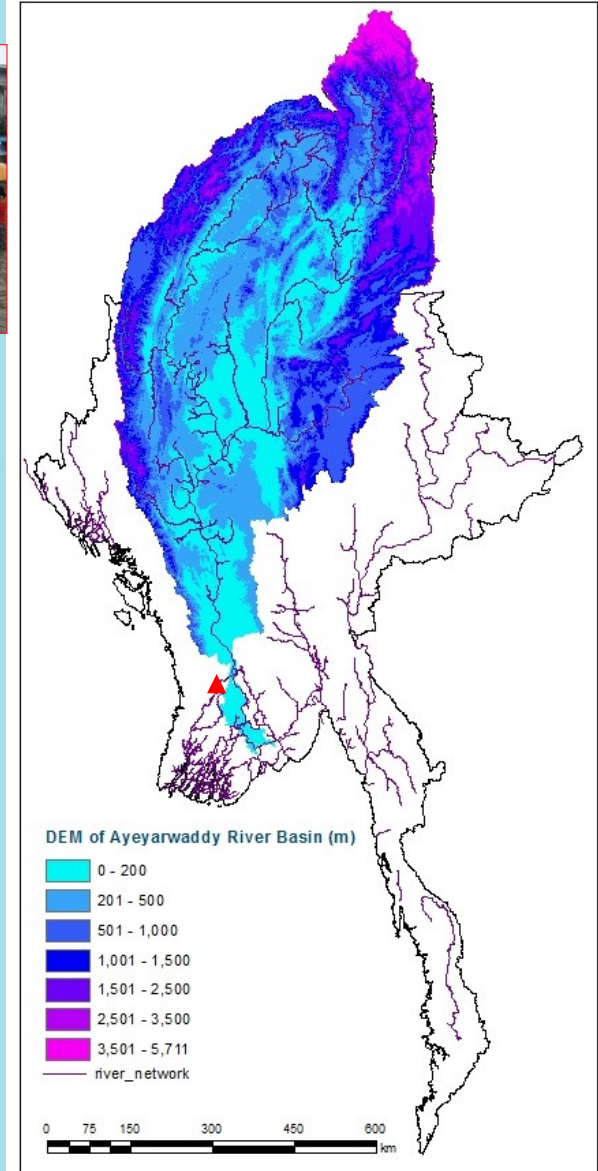 DEM of Ayeyarwaddy River Basin (m)
0 - 200
201 - 500
501 - 1,000
1,001 - 1,500
1,501 - 2,500
2,501 - 3,500
3,501 - 5,711
river_network
0 75 150 300 450 600
km